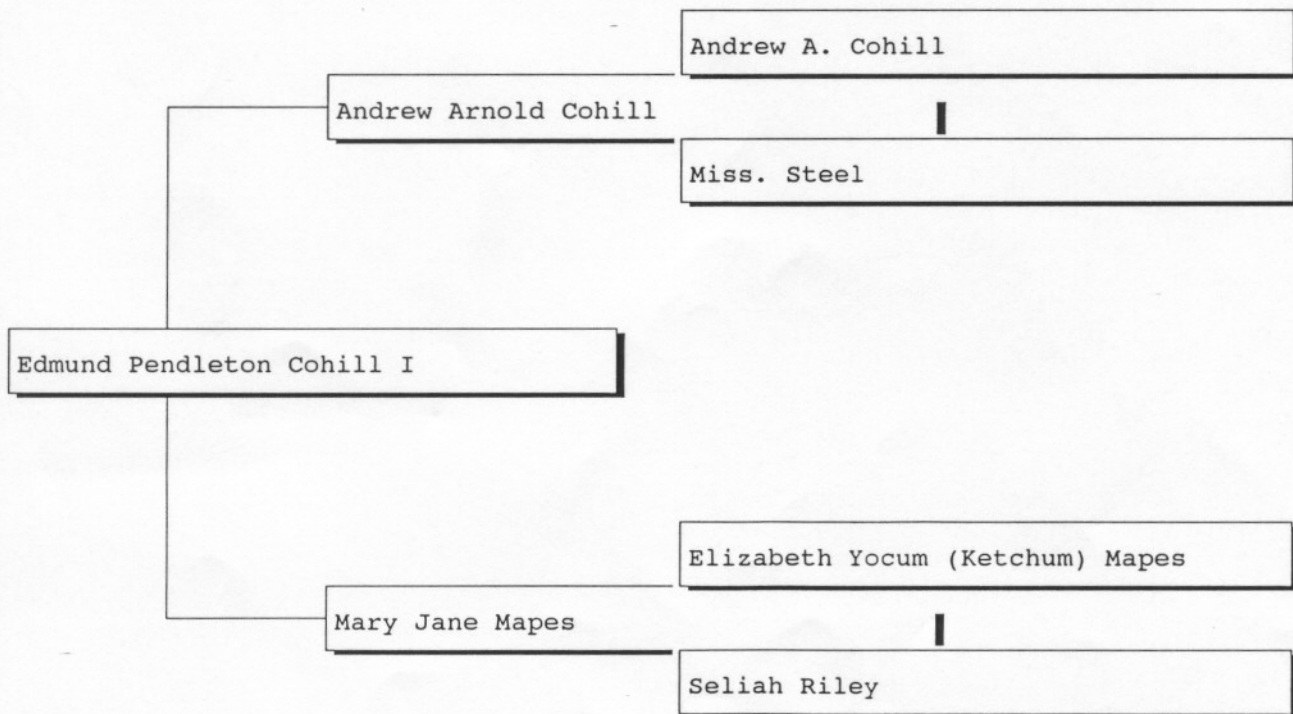 Andrew A. Cohill
Andrew Arnold Cohill
Miss. Steel
Edmund Pendleton Cohill I
Elizabeth Yocum (Ketchum) Mapes
Mary Jane Mapes
Seliah Riley